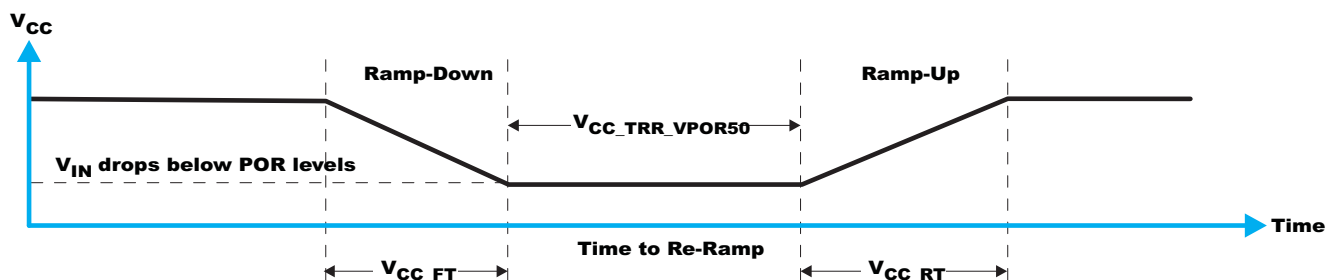 VCC
Ramp-Down
Ramp-Up
VCC_TRR_VPOR50
VIN drops below POR levels
Time
Time to Re-Ramp
VCC_FT
VCC_RT